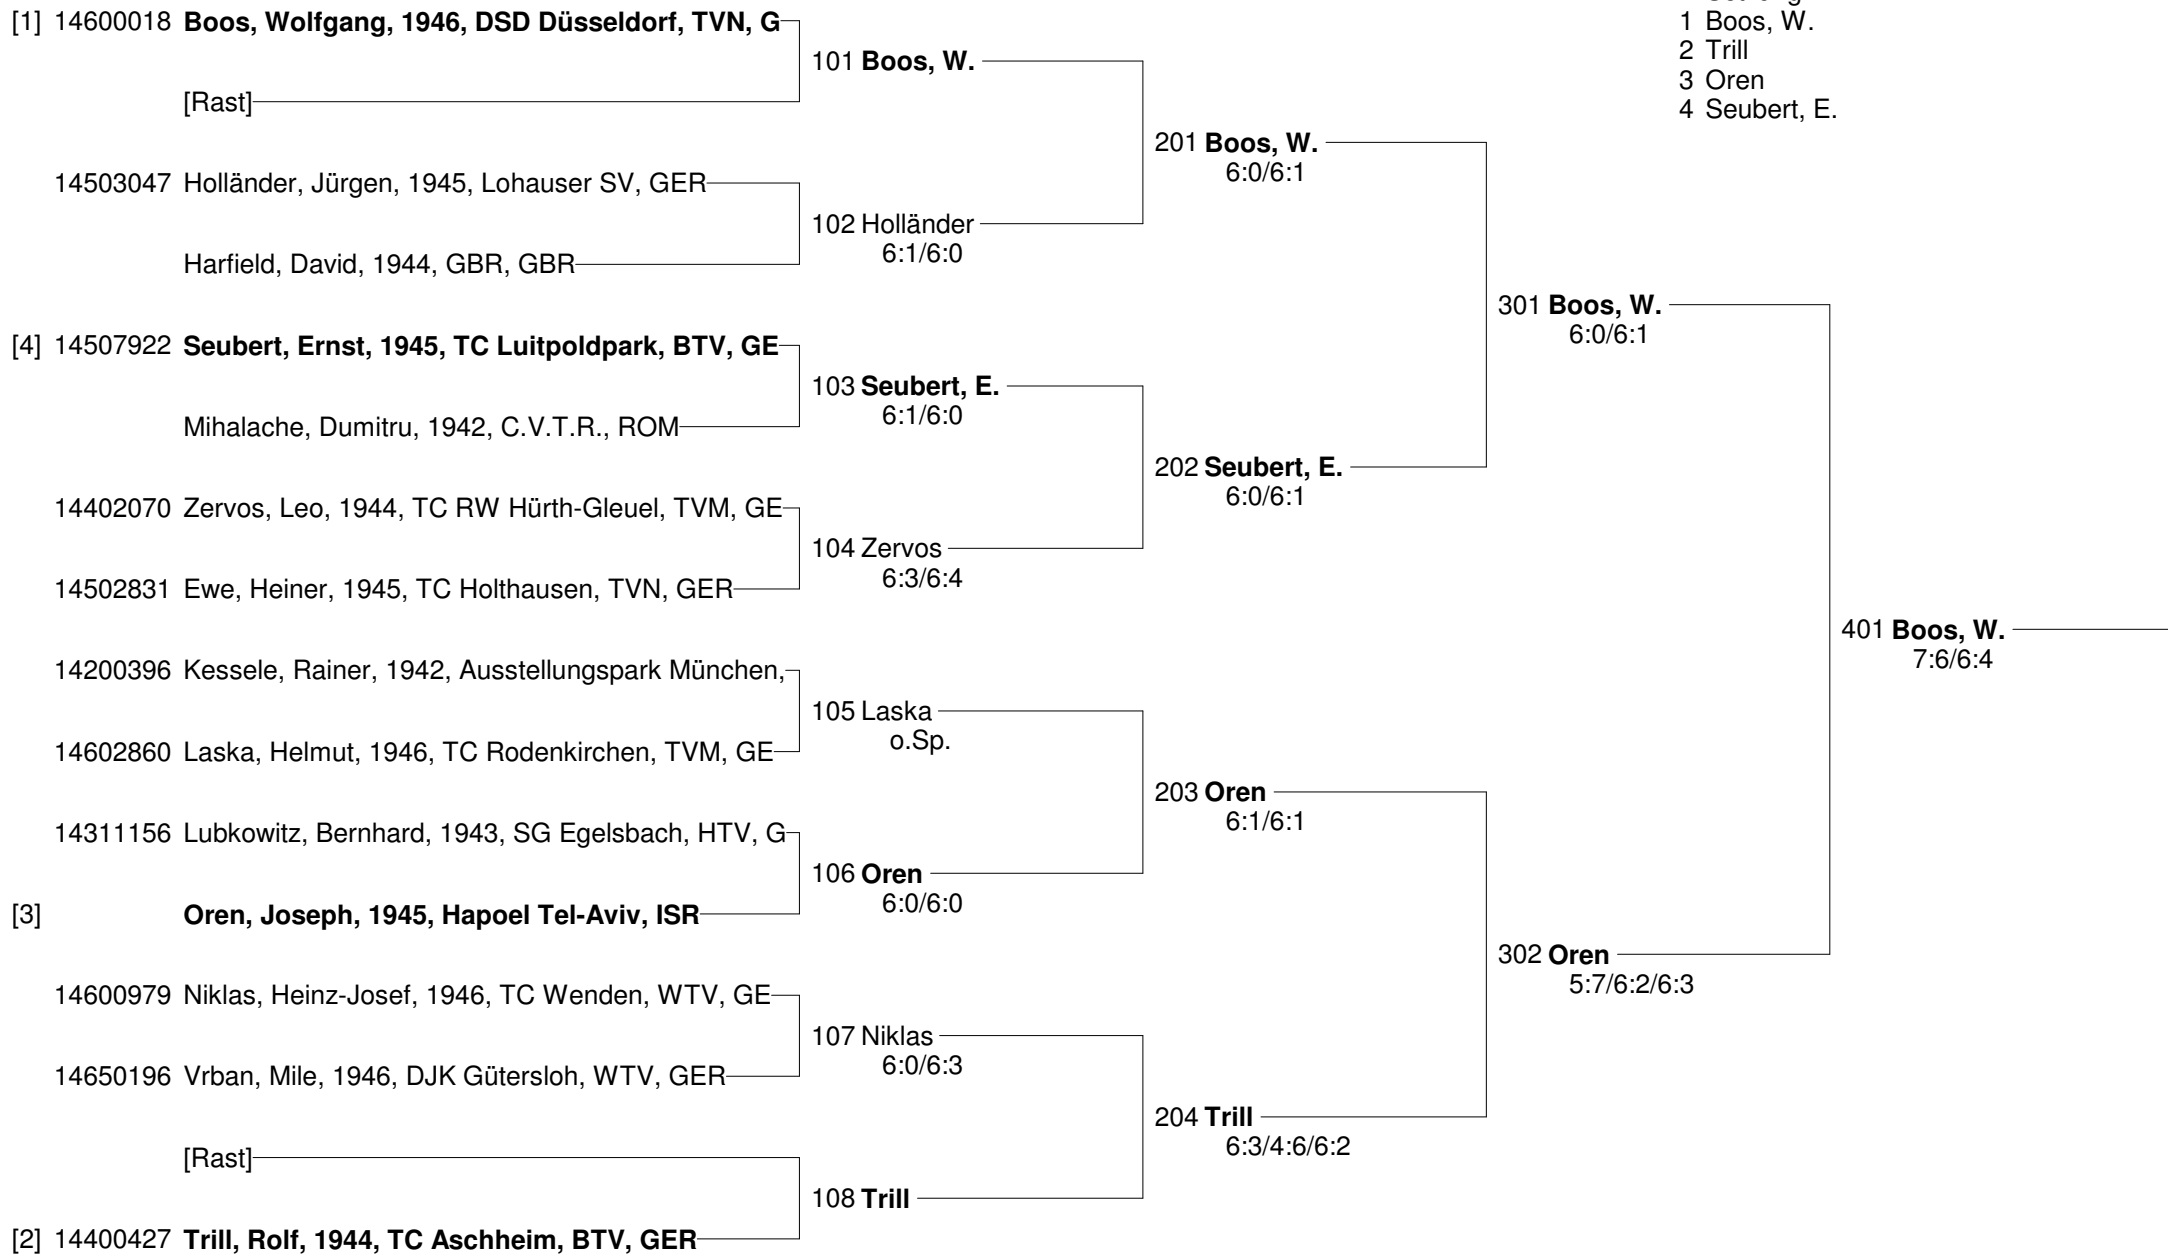 [1] 14600018 Boos, Wolfgang, 1946, DSD Düsseldorf, TVN, G
[Rast]
14503047 Holländer, Jürgen, 1945, Lohauser SV, GER
Harfield, David, 1944, GBR, GBR
[4] 14507922 Seubert, Ernst, 1945, TC Luitpoldpark, BTV, GE
Mihalache, Dumitru, 1942, C.V.T.R., ROM
14402070 Zervos, Leo, 1944, TC RW Hürth-Gleuel, TVM, GE
14502831 Ewe, Heiner, 1945, TC Holthausen, TVN, GER
14200396 Kessele, Rainer, 1942, Ausstellungspark München,
14602860 Laska, Helmut, 1946, TC Rodenkirchen, TVM, GE
14311156 Lubkowitz, Bernhard, 1943, SG Egelsbach, HTV, G
[3] Oren, Joseph, 1945, Hapoel Tel-Aviv, ISR
14600979 Niklas, Heinz-Josef, 1946, TC Wenden, WTV, GE
14650196 Vrban, Mile, 1946, DJK Gütersloh, WTV, GER
[Rast]
[2] 14400427 Trill, Rolf, 1944, TC Aschheim, BTV, GER
101 Boos, W.
102 Holländer
6:1/6:0
103 Seubert, E.
6:1/6:0
104 Zervos
6:3/6:4
105 Laska
o.Sp.
106 Oren
6:0/6:0
107 Niklas
6:0/6:3
108 Trill
201 Boos, W.
6:0/6:1
202 Seubert, E.
6:0/6:1
203 Oren
6:1/6:1
204 Trill
6:3/4:6/6:2
301 Boos, W.
6:0/6:1
302 Oren
5:7/6:2/6:3
401 Boos, W.
7:6/6:4
1 Boos, W.
2 Trill
3 Oren
4 Seubert, E.